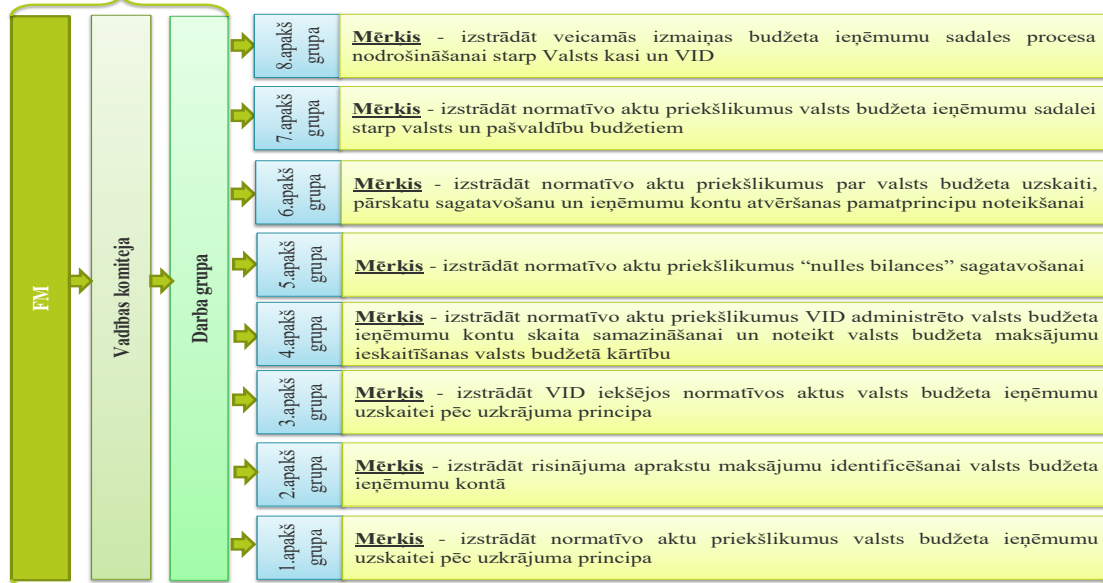 FM
Vadības komiteja
Darba grupa
8.apakš
grupa
Mērķis - izstrādāt veicamās izmaiņas budžeta ieņēmumu sadales procesa
nodrošināšanai starp Valsts kasi un VID
7.apakš
grupa
Mērķis - izstrādāt normatīvo aktu priekšlikumus valsts budžeta ieņēmumu sadalei
starp valsts un pašvaldību budžetiem
6.apakš
grupa
Mērķis - izstrādāt normatīvo aktu priekšlikumus par valsts budžeta uzskaiti,
pārskatu sagatavošanu un ieņēmumu kontu atvēršanas pamatprincipu noteikšanai
5.apakš
grupa
Mērķis - izstrādāt normatīvo aktu priekšlikumus “nulles bilances” sagatavošanai
4.apakš
grupa
Mērķis - izstrādāt normatīvo aktu priekšlikumus VID administrēto valsts budžeta
ieņēmumu kontu skaita samazināšanai un noteikt valsts budžeta maksājumu
ieskaitīšanas valsts budžetā kārtību
3.apakš
grupa
Mērķis - izstrādāt VID iekšējos normatīvos aktus valsts budžeta ieņēmumu
uzskaitei pēc uzkrājuma principa
2.apakš
grupa
Mērķis - izstrādāt risinājuma aprakstu maksājumu identificēšanai valsts budžeta
ieņēmumu kontā
1.apakš
grupa
Mērķis - izstrādāt normatīvo aktu priekšlikumus valsts budžeta ieņēmumu
uzskaitei pēc uzkrājuma principa